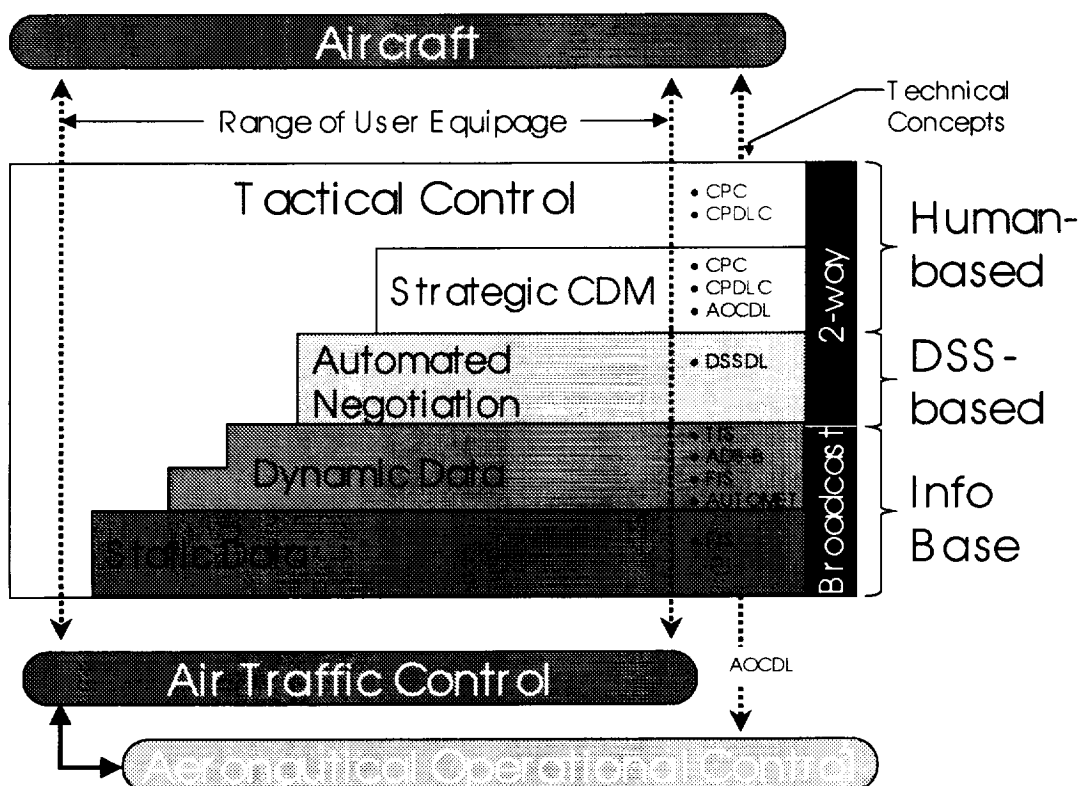 Aircraft
Range of User Equipage
Technical
Concepts
Tactical Control
• CPC
• CPDLC
Strategic CDM
• CPC
• CPDLC
• AOCDL
Automated
Negotiation
• DSSDL
Dynamic Data
• TIS
• ADS-B
• FIS
• AUTOMET
Static Data
• FIS
2-way
Broadcast
Human-
based
DSS-
based
Info
Base
Air Traffic Control
AOCDL
Aeronautical Operational Control